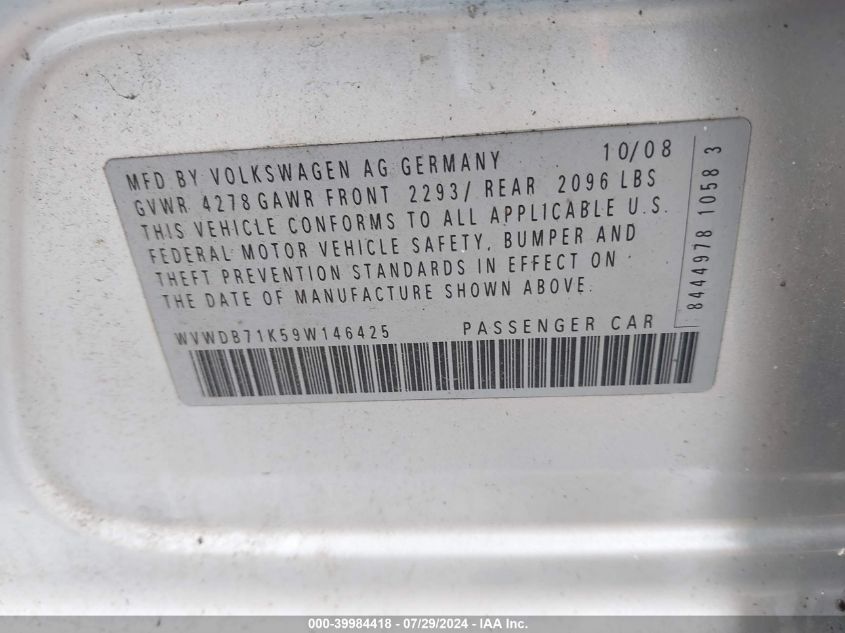 MFD BY VOLKSWAGEN AG GERMANY 10/08
GVWR 4278 GAWR FRONT 2293/ REAR 2096 LBS
THIS VEHICLE CONFORMS TO ALL APPLICABLE U.S.
FEDERAL MOTOR VEHICLE SAFETY, BUMPER AND
THEFT PREVENTION STANDARDS IN EFFECT ON
THE DATE OF MANUFACTURE SHOWN ABOVE.
WVWDB71K59W146425 PASSENGER CAR
8444978 1058 3
000-39984418 - 07/29/2024 - IAA Inc.